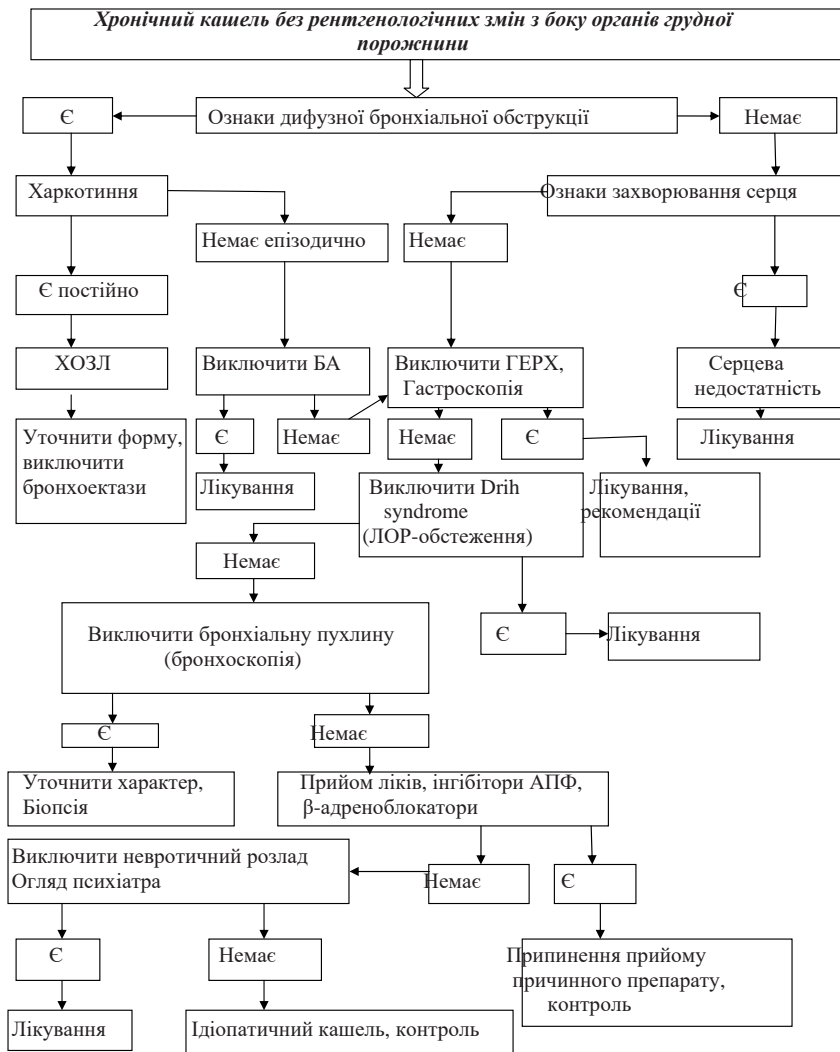 Хронічний кашель без рентгенологічних змін з боку органів грудної
порожнини
Є
Ознаки дифузної бронхіальної обструкції
Немає
Харкотиння
Ознаки захворювання серця
Немає епізодично
Немає
Є постійно
Є
ХОЗЛ
Виключити БА
Виключити ГЕРХ,
Гастроскопія
Серцева
недостатність
Уточнити форму,
виключити
бронхоектази
Є
Немає
Немає
Є
Лікування
Лікування
Виключити Drih
syndrome
(ЛОР-обстеження)
Лікування,
рекомендації
Немає
Виключити бронхіальну пухлину
(бронхоскопія)
Є
Лікування
Є
Немає
Уточнити характер,
Біопсія
Прийом ліків, інгібітори АПФ,
β-адреноблокатори
Виключити невротичний розлад
Огляд психіатра
Немає
Є
Є
Немає
Припинення прийому
причинного препарату,
контроль
Лікування
Ідіопатичний кашель, контроль